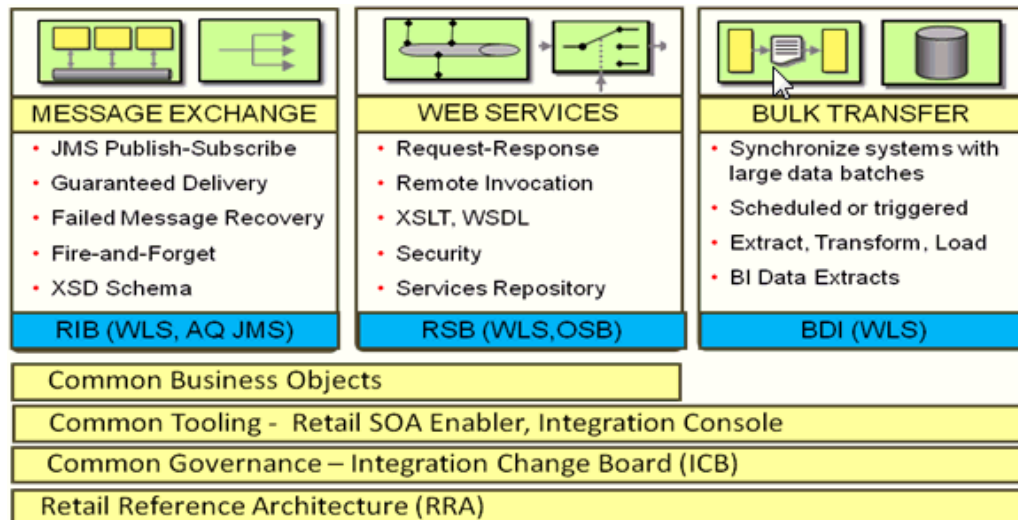 MESSAGE EXCHANGE
• JMS Publish-Subscribe
• Guaranteed Delivery
• Failed Message Recovery
• Fire-and-Forget
• XSD Schema
RIB (WLS, AQ JMS)
WEB SERVICES
• Request-Response
• Remote Invocation
• XSLT, WSDL
• Security
• Services Repository
RSB (WLS,OSB)
BULK TRANSFER
• Synchronize systems with
large data batches
• Scheduled or triggered
• Extract, Transform, Load
• BI Data Extracts
BDI (WLS)
Common Business Objects
Common Tooling - Retail SOA Enabler, Integration Console
Common Governance – Integration Change Board (ICB)
Retail Reference Architecture (RRA)